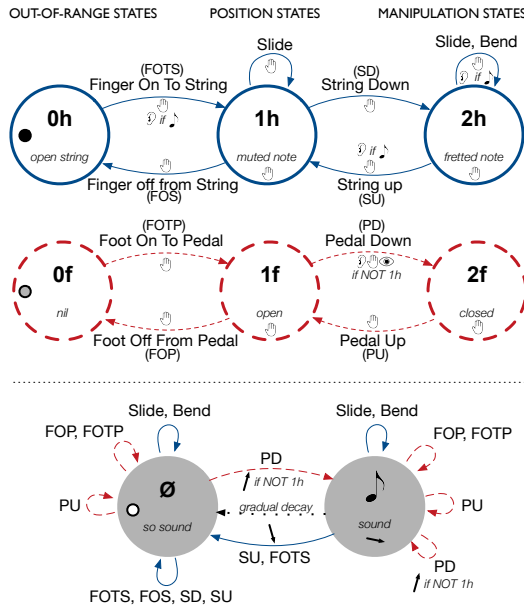 OUT-OF-RANGE STATES
POSITION STATES
MANIPULATION STATES
Slide
Slide, Bend
if
(FOTS)
Finger On To String
if
(SD)
String Down
0h
open string
1h
muted note
2h
fretted note
Finger off from String
(FOS)
if
String up
(SU)
(FOTP)
Foot On To Pedal
(PD)
Pedal Down
if NOT 1h
0f
nil
1f
open
2f
closed
Foot Off From Pedal
(FOP)
Pedal Up
(PU)
Slide, Bend
Slide, Bend
FOP, FOTP
FOP, FOTP
PD
if NOT 1h
PU
Ø
so sound
gradual decay
sound
PU
SU, FOTS
PD
if NOT 1h
FOTS, FOS, SD, SU